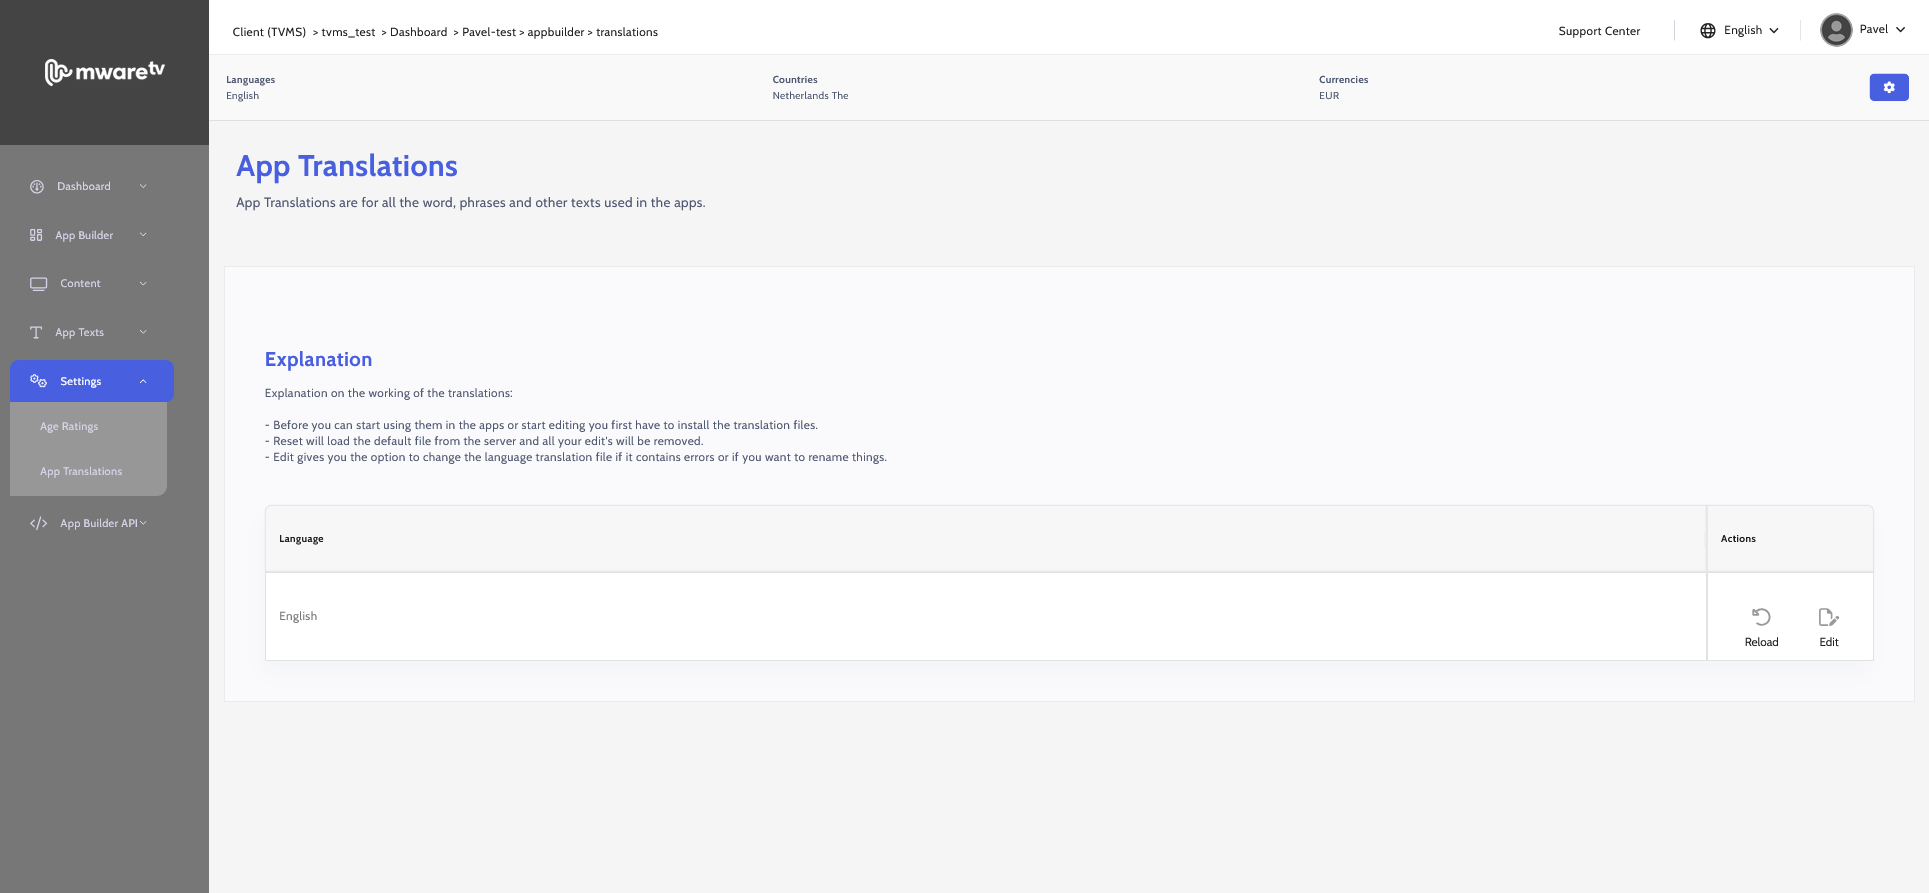 mwaretv
Client (TVMS) > tvms_test > Dashboard > Pavel-test > appbuilder > translations
Support Center
English
Pavel
Languages
English
Countries
Netherlands The
Currencies
EUR
Dashboard
App Builder
Content
App Texts
Settings
Age Ratings
App Translations
App Builder API
App Translations
App Translations are for all the word, phrases and other texts used in the apps.
Explanation
Explanation on the working of the translations:
- Before you can start using them in the apps or start editing you first have to install the translation files.
- Reset will load the default file from the server and all your edit's will be removed.
- Edit gives you the option to change the language translation file if it contains errors or if you want to rename things.
Language
Actions
English
Reload
Edit